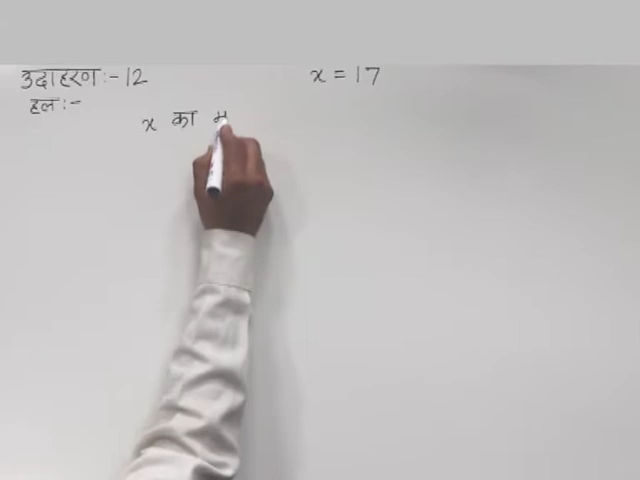 उदाहरण :- 12 x = 17
हल :-
x का